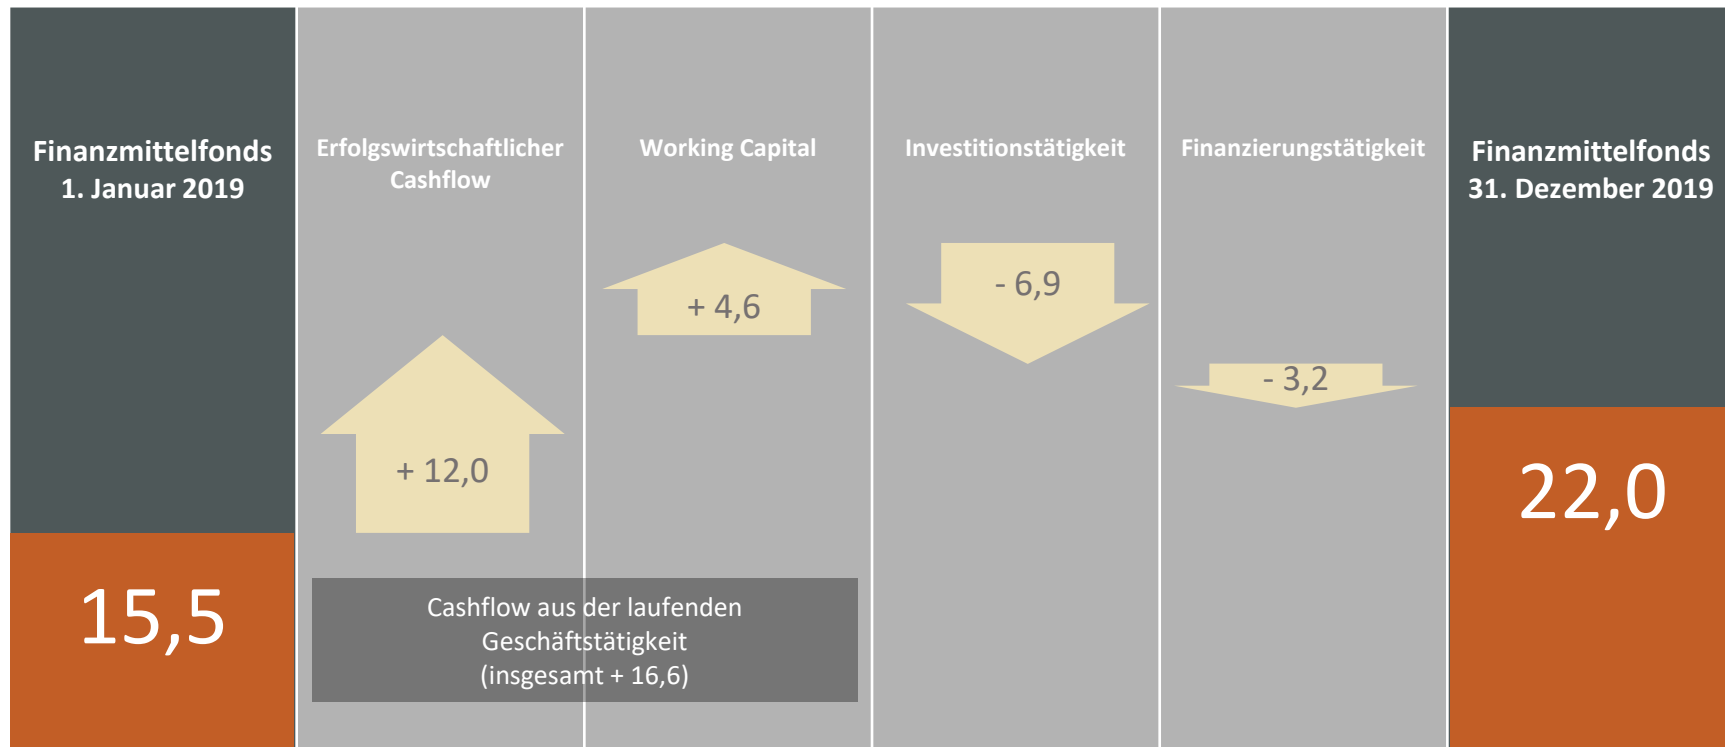 Finanzmittelfonds
1. Januar 2019
15,5
Erfolgswirtschaftlicher
Cashflow
+ 12,0
Working Capital
+ 4,6
Cashflow aus der laufenden
Geschäftstätigkeit
(insgesamt + 16,6)
Investitionstätigkeit
- 6,9
Finanzierungstätigkeit
- 3,2
Finanzmittelfonds
31. Dezember 2019
22,0